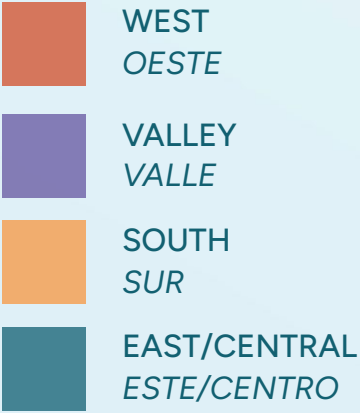 WEST
OESTE
VALLEY
VALLE
SOUTH
SUR
EAST/CENTRAL
ESTE/CENTRO